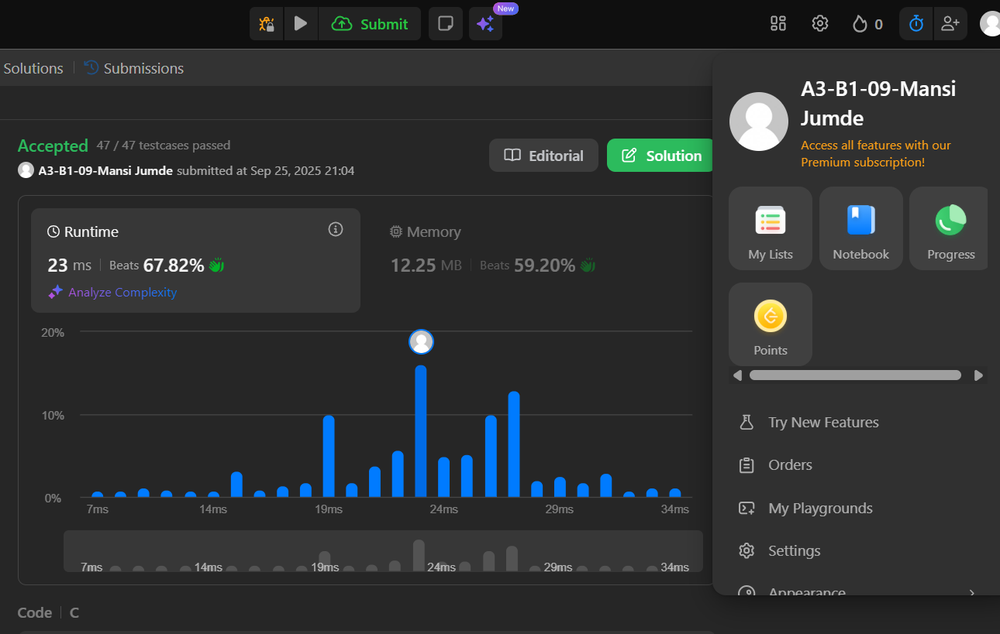 New
Submit
0
Solutions
Submissions
A3-B1-09-Mansi
Jumde
Access all features with our
Premium subscription!
My Lists
Notebook
Progress
Points
Try New Features
Orders
My Playgrounds
Settings
Appearance
Accepted 47 / 47 testcases passed
A3-B1-09-Mansi Jumde submitted at Sep 25, 2025 21:04
Editorial
Solution
Runtime
23 ms Beats 67.82%
Analyze Complexity
Memory
12.25 MB Beats 59.20%
20%
10%
0%
7ms 14ms 19ms 24ms 29ms 34ms
7ms 14ms 19ms 24ms 29ms 34ms
Code C